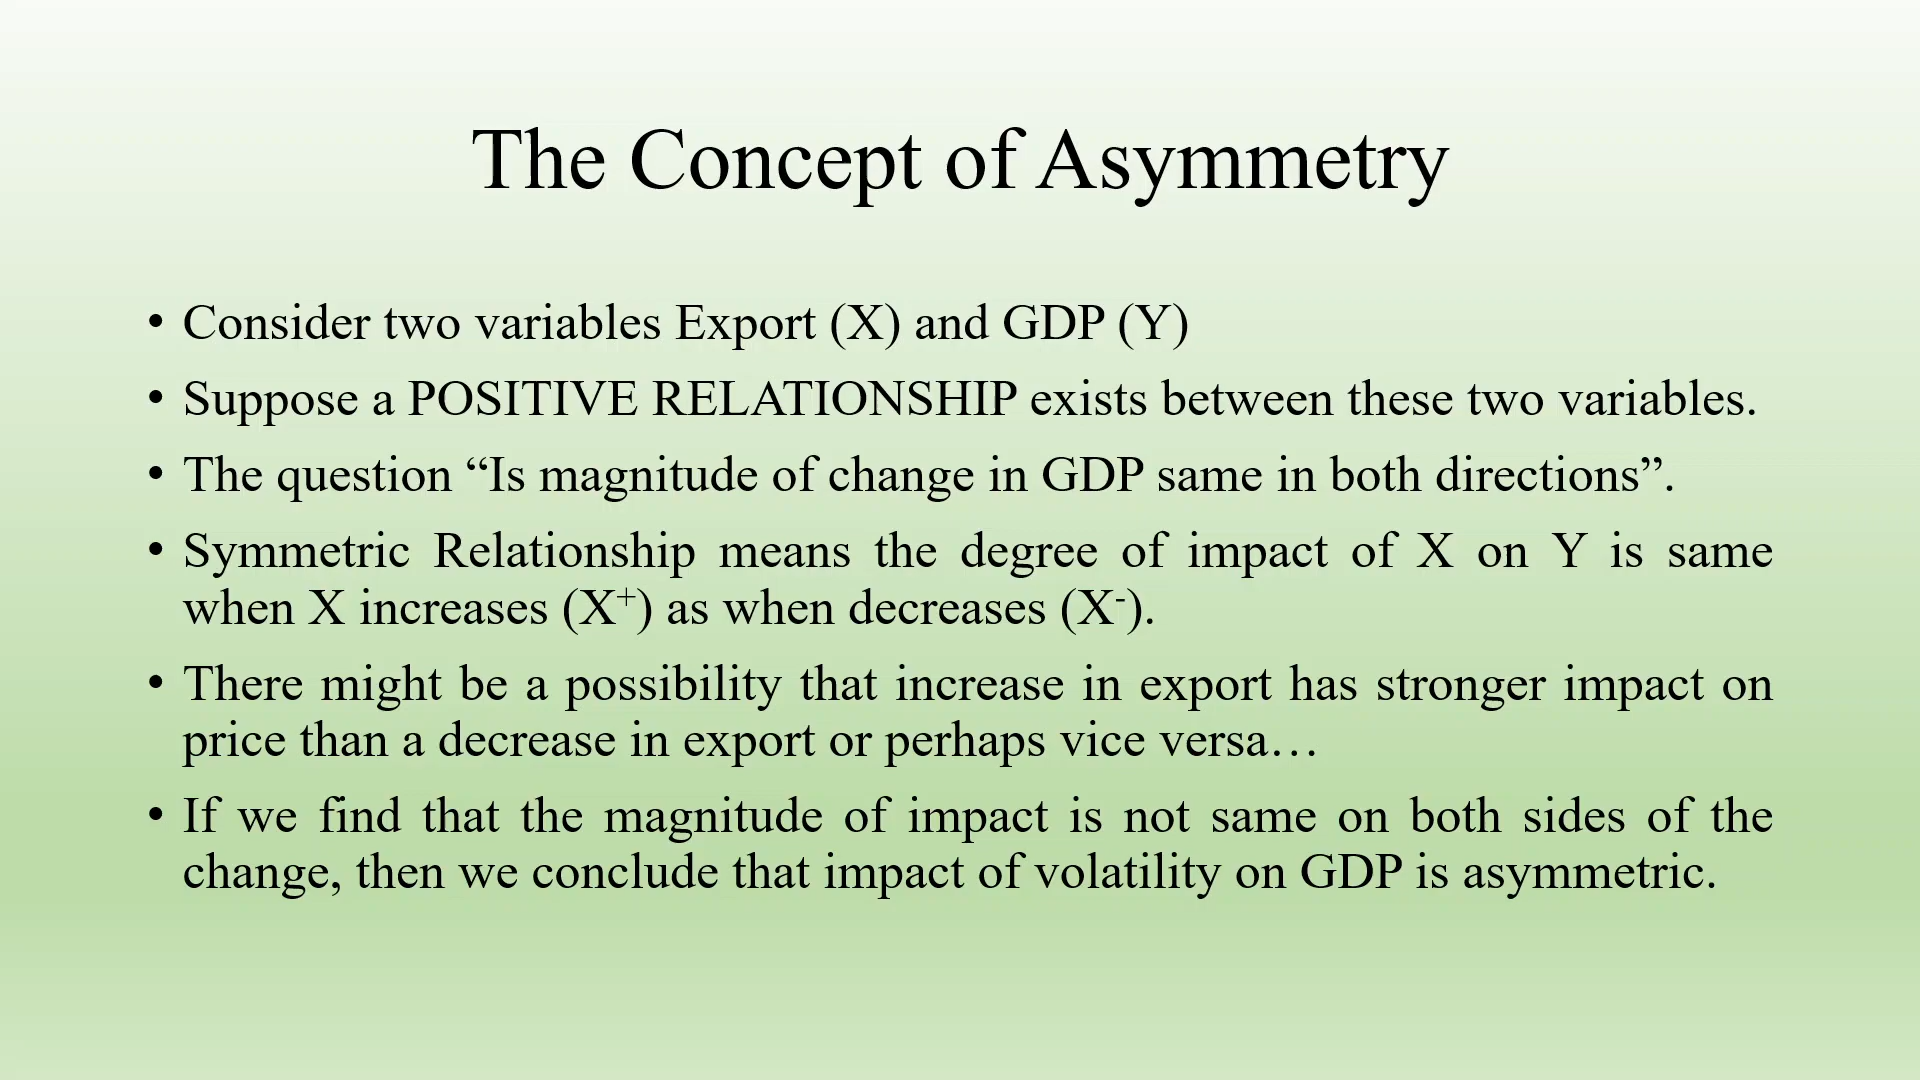 The Concept of Asymmetry
• Consider two variables Export (X) and GDP (Y)
• Suppose a POSITIVE RELATIONSHIP exists between these two variables.
• The question “Is magnitude of change in GDP same in both directions”.
• Symmetric Relationship means the degree of impact of X on Y is same
when X increases (X⁺) as when decreases (X⁻).
• There might be a possibility that increase in export has stronger impact on
price than a decrease in export or perhaps vice versa…
• If we find that the magnitude of impact is not same on both sides of the
change, then we conclude that impact of volatility on GDP is asymmetric.